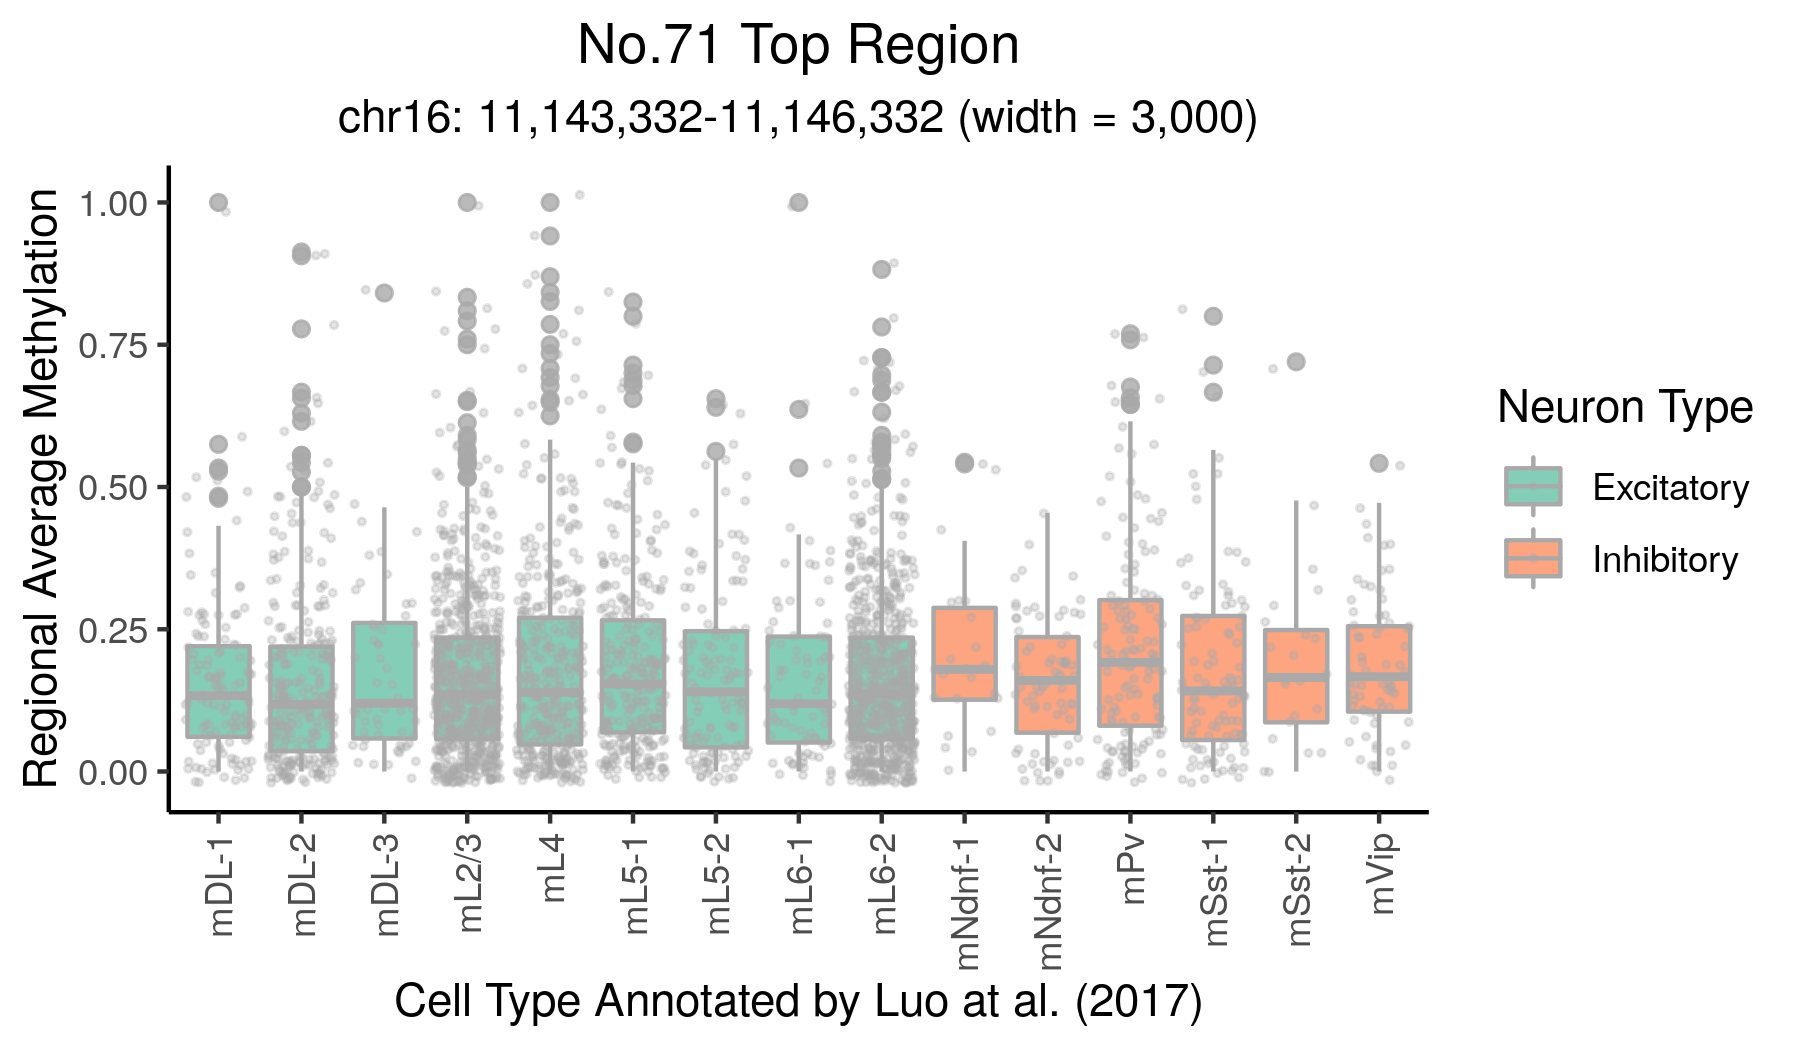 No.71 Top Region
chr16: 11,143,332-11,146,332 (width = 3,000)
Regional Average Methylation
1.00
0.75
0.50
0.25
0.00
mDL-1
mDL-2
mDL-3
mL2/3
mL4
mL5-1
mL5-2
mL6-1
mL6-2
mNdnf-1
mNdnf-2
mPv
mSst-1
mSst-2
mVip
Cell Type Annotated by Luo at al. (2017)
Neuron Type
Excitatory
Inhibitory